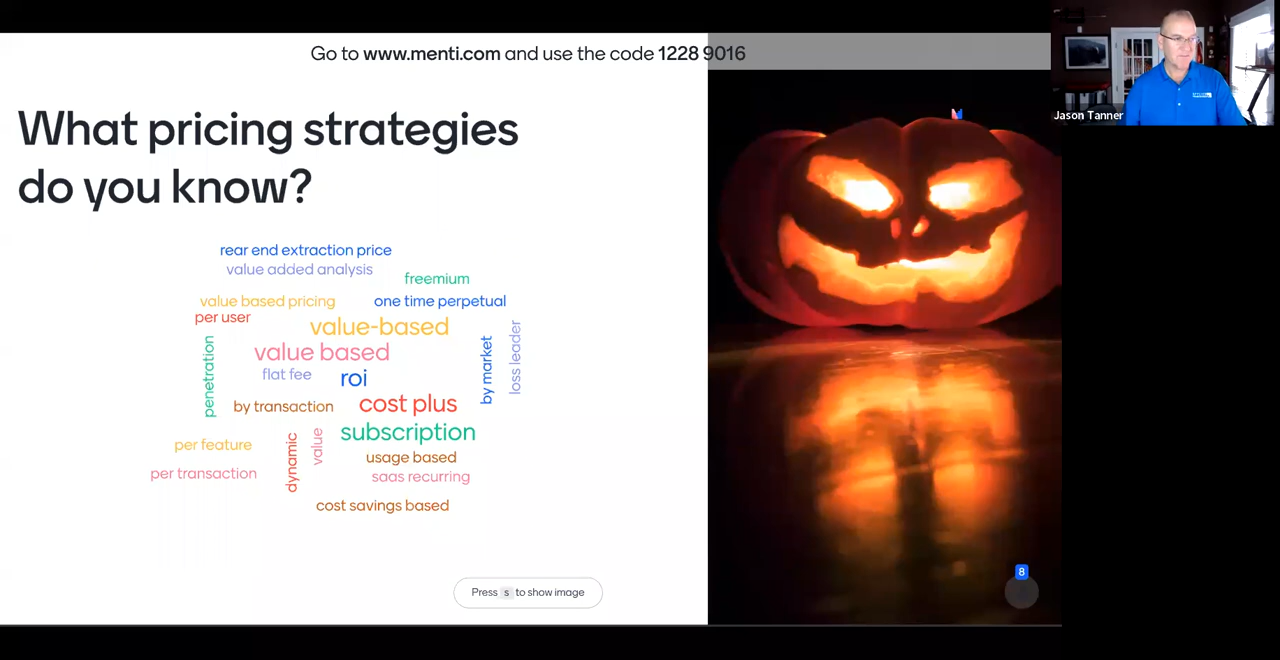 Go to www.menti.com and use the code 1228 9016
Jason Tanner
What pricing strategies
do you know?
rear end extraction price
value added analysis
freemium
value based pricing
one time perpetual
per user
value-based
penetration
value based
by market
loss leader
flat fee
roi
by transaction
cost plus
subscription
per feature
dynamic
value
usage based
per transaction
saas recurring
cost savings based
Press s to show image
8